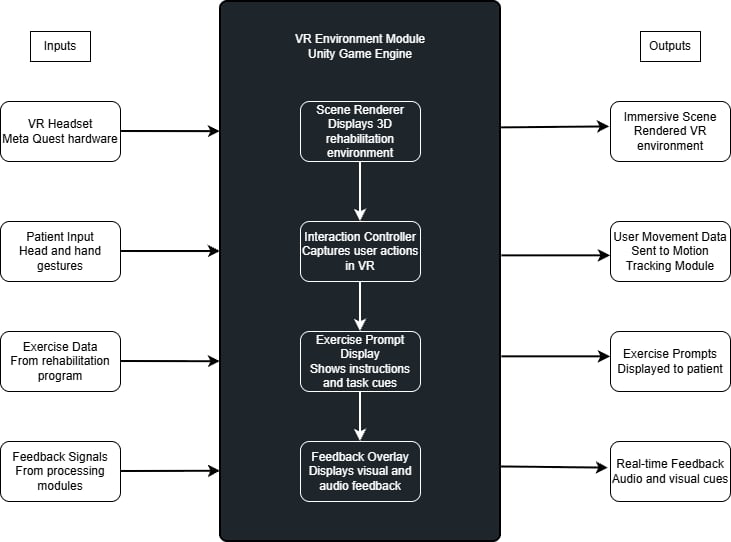 Inputs
VR Environment Module
Unity Game Engine
Outputs
VR Headset
Meta Quest hardware
Scene Renderer
Displays 3D
rehabilitation
environment
Immersive Scene
Rendered VR
environment
Patient Input
Head and hand
gestures
Interaction Controller
Captures user actions
in VR
User Movement Data
Sent to Motion
Tracking Module
Exercise Data
From rehabilitation
program
Exercise Prompt
Display
Shows instructions
and task cues
Exercise Prompts
Displayed to patient
Feedback Signals
From processing
modules
Feedback Overlay
Displays visual and
audio feedback
Real-time Feedback
Audio and visual cues